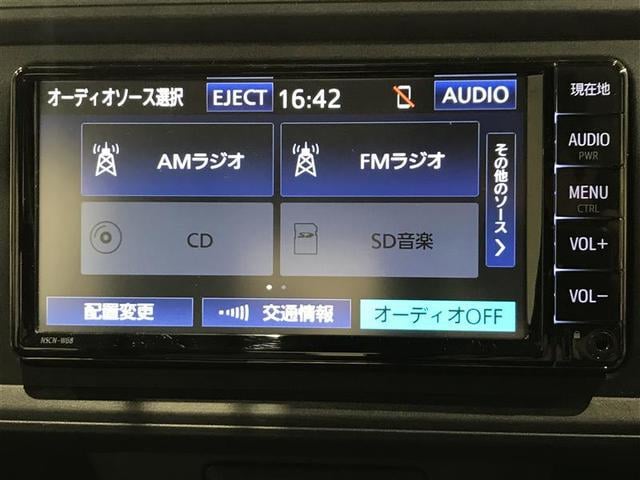 オーディオソース選択 EJECT 16:42 AUDIO
AMラジオ
FMラジオ
その他のソース
CD
SD音楽
配置変更
交通情報
オーディオOFF
NSCN-W68
現在地
AUDIO
PWR
MENU
CTRL
VOL+
VOL-